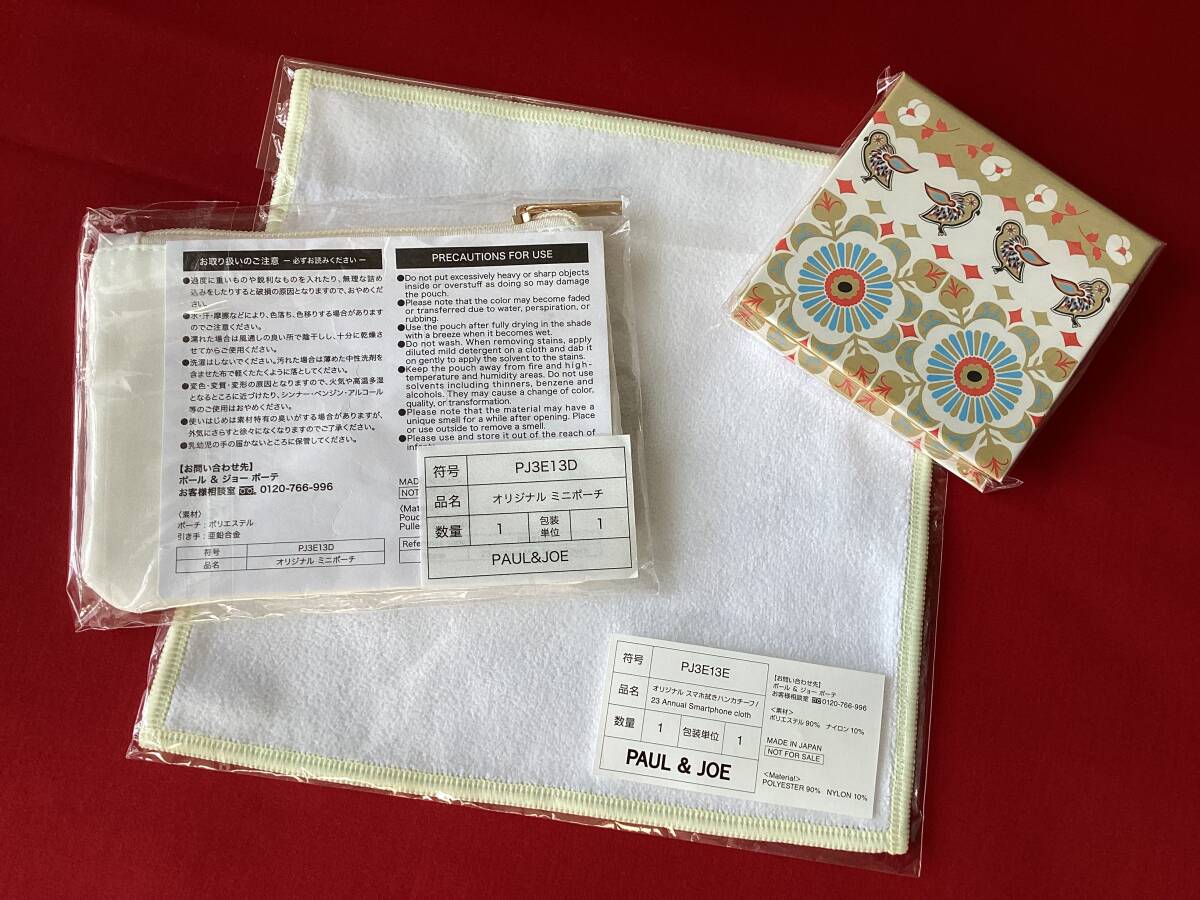 お取り扱いのご注意 －必ずお読みください－
●過度に重いものや鋭利なものを入れたり、無理な詰め
込みをしたりすると破損の原因となりますので、おやめくだ
さい。
●水・汗・摩擦などにより、色落ち、色移りする場合があります
のでご注意ください。
●濡れた場合は風通しの良い所で陰干しし、十分に乾燥さ
せてからご使用ください。
●洗濯はしないでください。汚れた場合は薄めた中性洗剤を
含ませた布で軽くたたくように落としてください。
●変色・変質・変形の原因となりますので、火気や高温多湿
となるところに近づけたり、シンナー・ベンジン・アルコール
等のご使用はおやめください。
●使いはじめは素材特有の臭いがする場合がありますが、
外気にさらすと徐々になくなりますのでご了承ください。
●乳幼児の手の届かないところに保管してください。
【お問い合わせ先】
ポール & ジョー ボーテ
お客様相談室 0120-766-996
〈素材〉
ポーチ：ポリエステル
引き手：亜鉛合金
符号 PJ3E13D
品名 オリジナル ミニポーチ
PRECAUTIONS FOR USE
●Do not put excessively heavy or sharp objects
inside or overstuff as doing so may damage
the pouch.
●Please note that the color may become faded
or transferred due to water, perspiration, or
rubbing.
●Use the pouch after fully drying in the shade
with a breeze when it becomes wet.
●Do not wash. When removing stains, apply
diluted mild detergent on a cloth and dab it
on gently to apply the solvent to the stains.
●Keep the pouch away from fire and high-
temperature and humidity areas. Do not use
solvents including thinners, benzene and
alcohols. They may cause a change of color,
quality, or transformation.
●Please note that the material may have a
unique smell for a while after opening. Place
or use outside to remove a smell.
●Please use and store it out of the reach of
MAD
NOT
〈Mat
Pouc
Pulle
Refe
符号 PJ3E13D
品名 オリジナル ミニポーチ
数量 1 包装単位 1
PAUL&JOE
符号 PJ3E13E
品名 オリジナル スマホ拭きハンカチーフ/
23 Annual Smartphone cloth
数量 1 包装単位 1
PAUL & JOE
【お問い合わせ先】
ポール & ジョー ボーテ
お客様相談室 0120-766-996
＜素材＞
ポリエステル 90% ナイロン 10%
MADE IN JAPAN
NOT FOR SALE
＜Material＞
POLYESTER 90% NYLON 10%